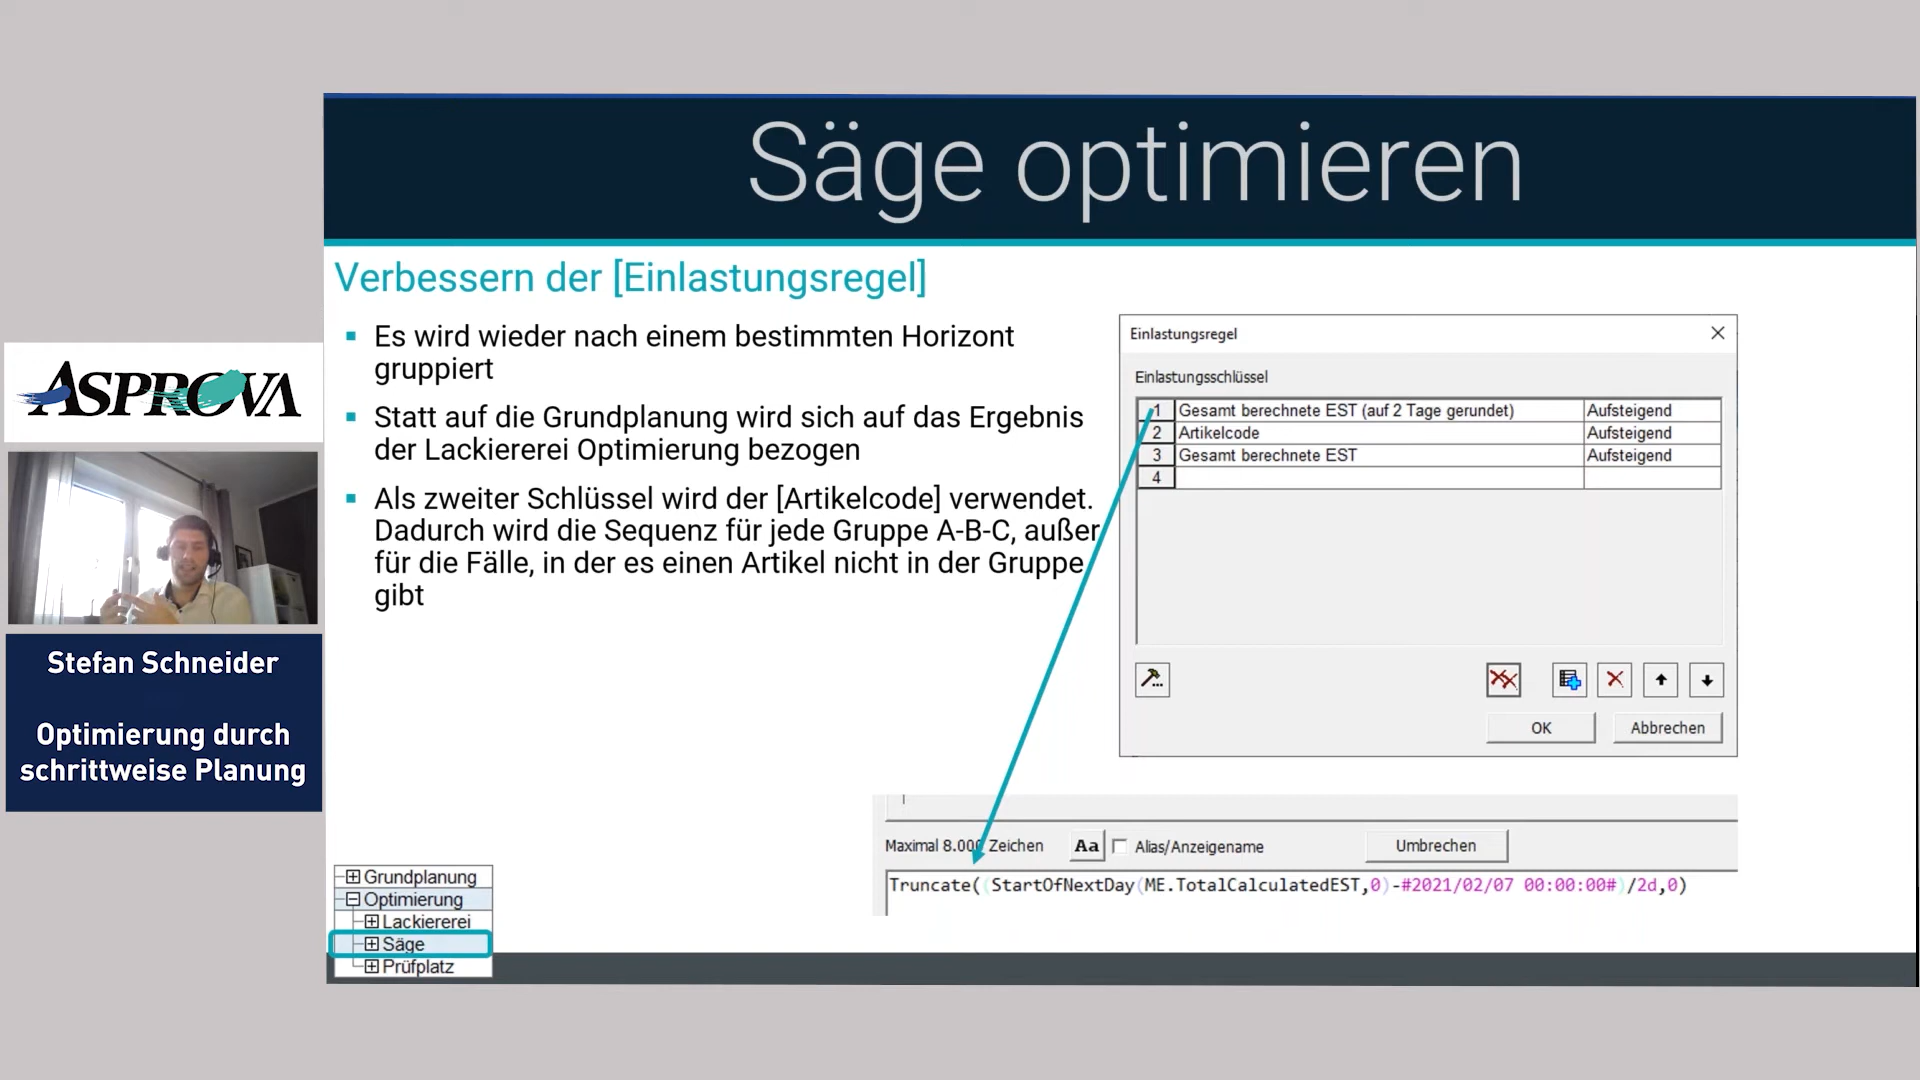 Säge optimieren
Verbessern der [Einlastungsregel]
Es wird wieder nach einem bestimmten Horizont
gruppiert
Statt auf die Grundplanung wird sich auf das Ergebnis
der Lackiererei Optimierung bezogen
Als zweiter Schlüssel wird der [Artikelcode] verwendet.
Dadurch wird die Sequenz für jede Gruppe A-B-C, außer
für die Fälle, in der es einen Artikel nicht in der Gruppe
gibt
Einlastungsregel
Einlastungsschlüssel
1 Gesamt berechnete EST (auf 2 Tage gerundet) Aufsteigend
2 Artikelcode Aufsteigend
3 Gesamt berechnete EST Aufsteigend
4
OK Abbrechen
Maximal 8.000 Zeichen Aa Alias/Anzeigename Umbrechen
Truncate((StartOfNextDay(ME.TotalCalculatedEST,0)-#2021/02/07 00:00:00#)/2d,0)
ASPROVA
Stefan Schneider
Optimierung durch
schrittweise Planung
Grundplanung
Optimierung
Lackiererei
Säge
Prüfplatz